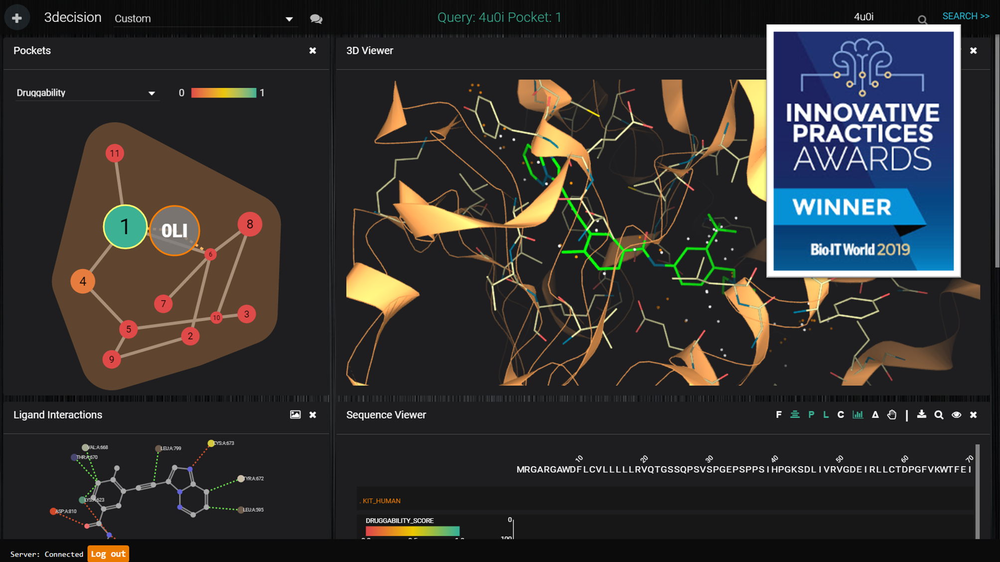 3decision
Custom
Query: 4u0i Pocket: 1
4u0i
SEARCH >>
Pockets
Druggability
0
1
11
1
0LI
8
6
4
7
10
3
5
2
9
3D Viewer
INNOVATIVE
PRACTICES
AWARDS
WINNER
Bio-IT World 2019
Ligand Interactions
VAL:A:668
THR:A:670
LEU:A:799
CYS:A:673
TYR:A:672
LYS:A:623
ASP:A:810
LEU:A:595
Sequence Viewer
F P L C Δ |
10 20 30 40 50 60 70
MRGARGAWDFLCVLLLLLRVQTGSSQPSVSPGEPSPPSIHPGKSDLIVRVGDEIRLLCTDPGFVKWTFEI
. KIT_HUMAN
DRUGGABILITY_SCORE
0
100
Server: Connected
Log out